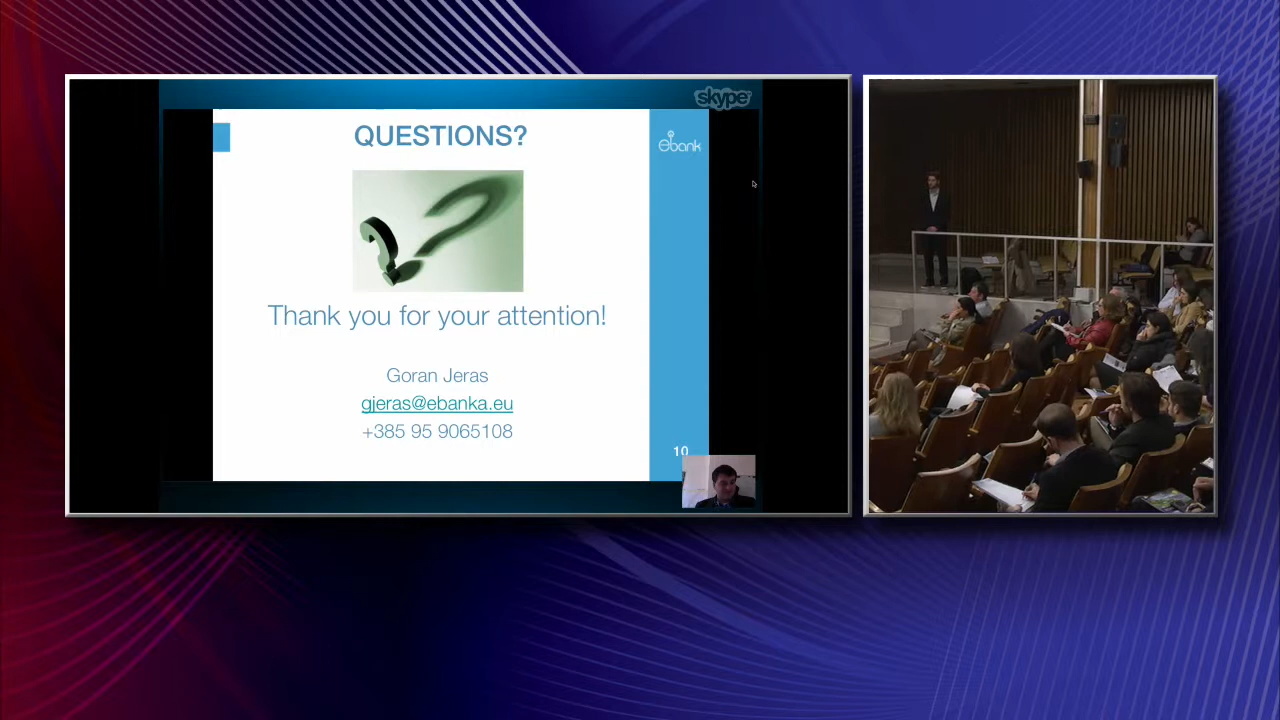 skype
QUESTIONS?
ebank
Thank you for your attention!
Goran Jeras
gjeras@ebanka.eu
+385 95 9065108
10